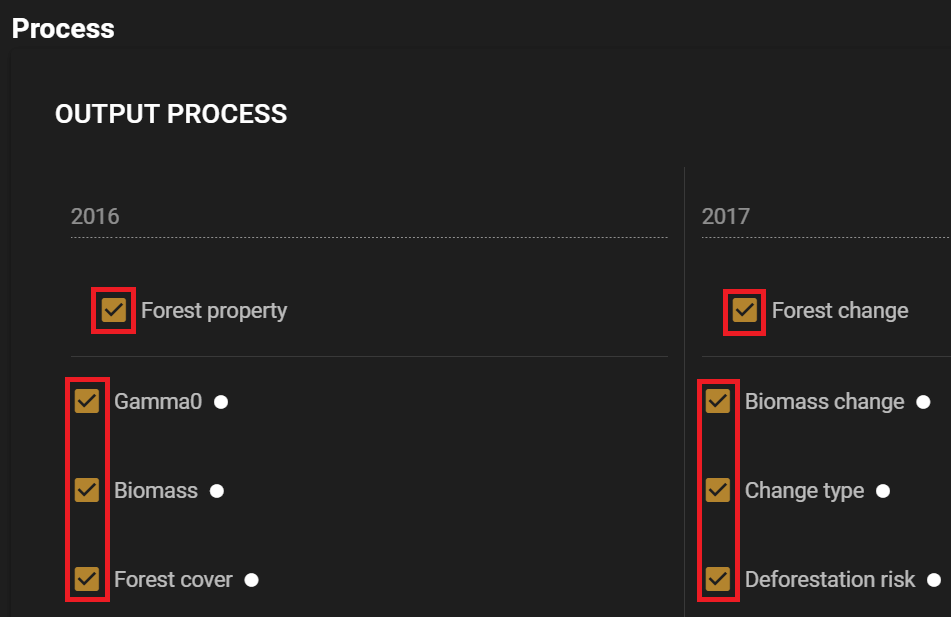 Process
OUTPUT PROCESS
2016
Forest property
Gamma0
Biomass
Forest cover
2017
Forest change
Biomass change
Change type
Deforestation risk